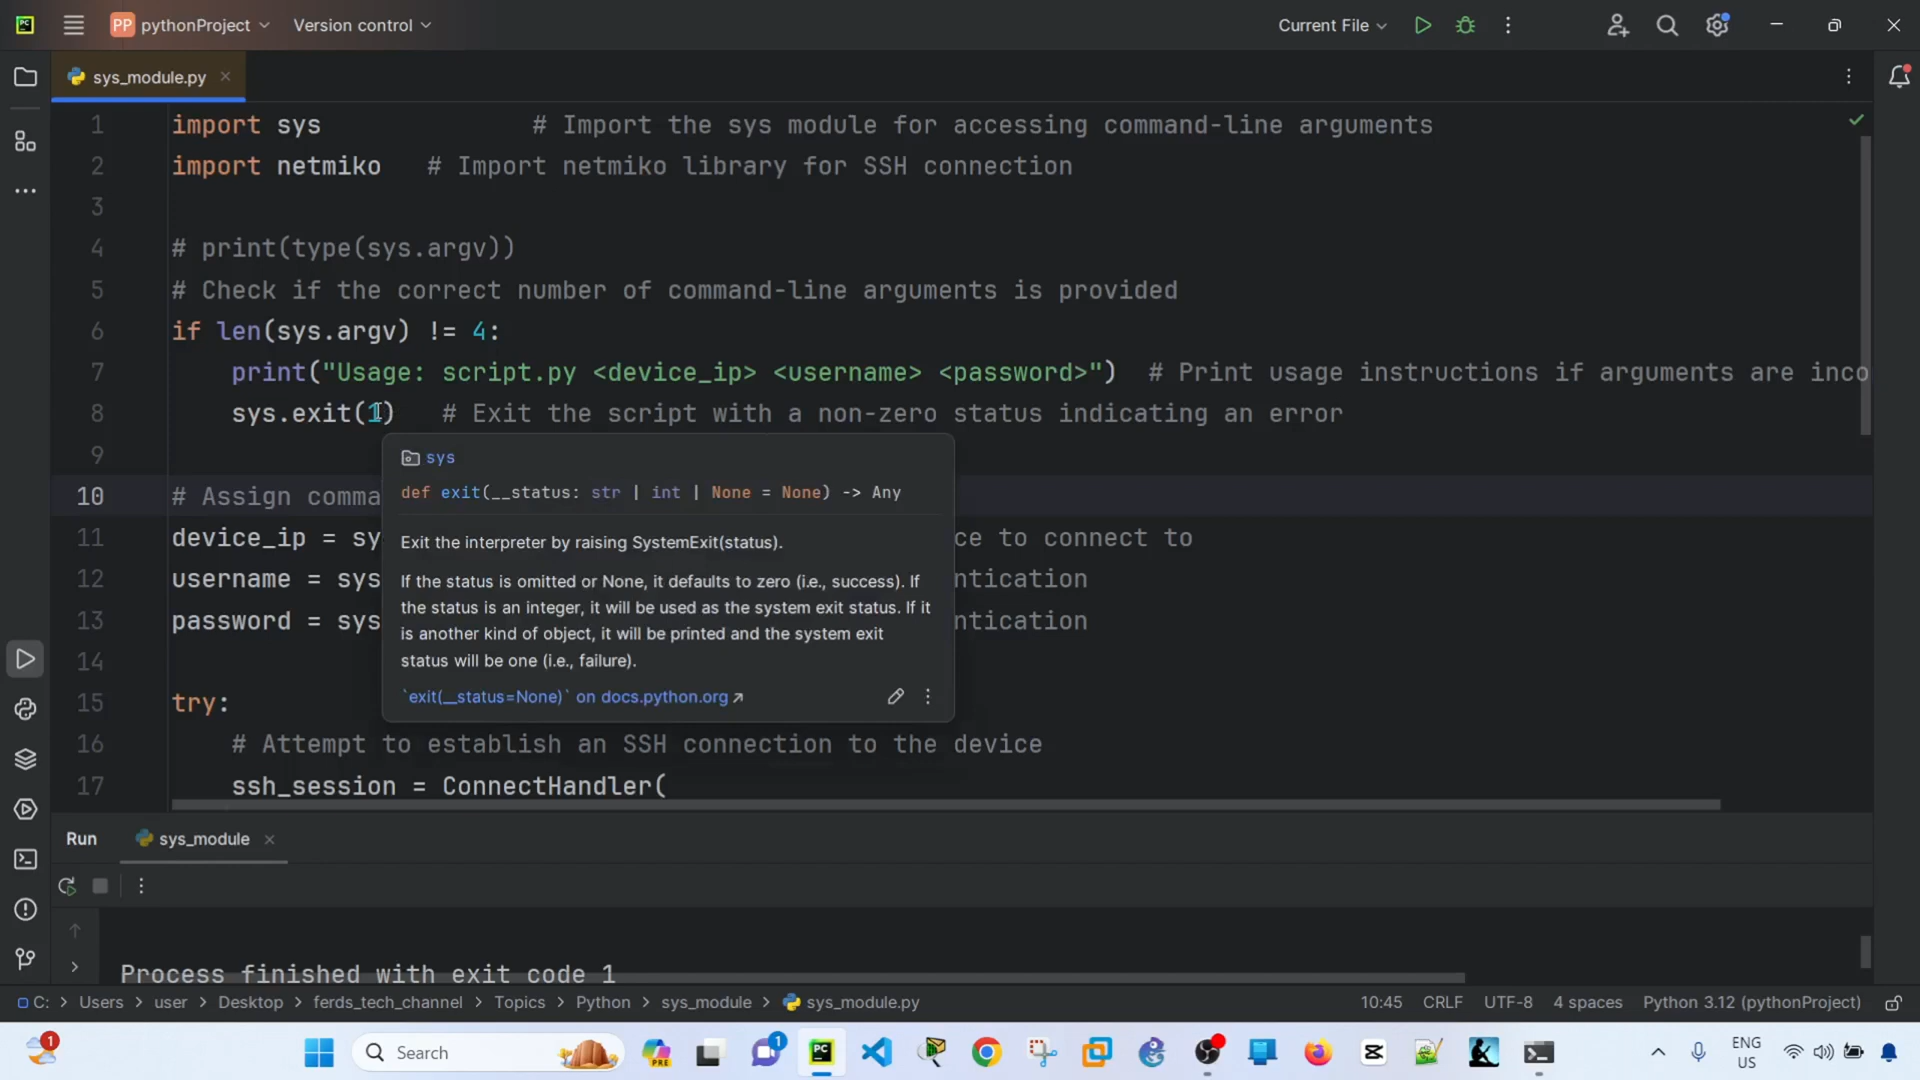 PC
PP pythonProject Version control Current File
sys_module.py
1 import sys # Import the sys module for accessing command-line arguments
2 import netmiko # Import netmiko library for SSH connection
3
4 # print(type(sys.argv))
5 # Check if the correct number of command-line arguments is provided
6 if len(sys.argv) != 4:
7 print("Usage: script.py <device_ip> <username> <password>") # Print usage instructions if arguments are inco
8 sys.exit(1) # Exit the script with a non-zero status indicating an error
9
sys
10 # Assign comma
def exit(__status: str | int | None = None) -> Any
11 device_ip = sy ce to connect to
Exit the interpreter by raising SystemExit(status).
12 username = sys ntication
If the status is omitted or None, it defaults to zero (i.e., success). If
the status is an integer, it will be used as the system exit status. If it
13 password = sys ntication
is another kind of object, it will be printed and the system exit
14
status will be one (i.e., failure).
`exit(__status=None)` on docs.python.org
15 try:
16 # Attempt to establish an SSH connection to the device
17 ssh_session = ConnectHandler(
Run sys_module
Process finished with exit code 1
C: > Users > user > Desktop > ferds_tech_channel > Topics > Python > sys_module > sys_module.py 10:45 CRLF UTF-8 4 spaces Python 3.12 (pythonProject)
1 Search PRE 1 PC ENG
US